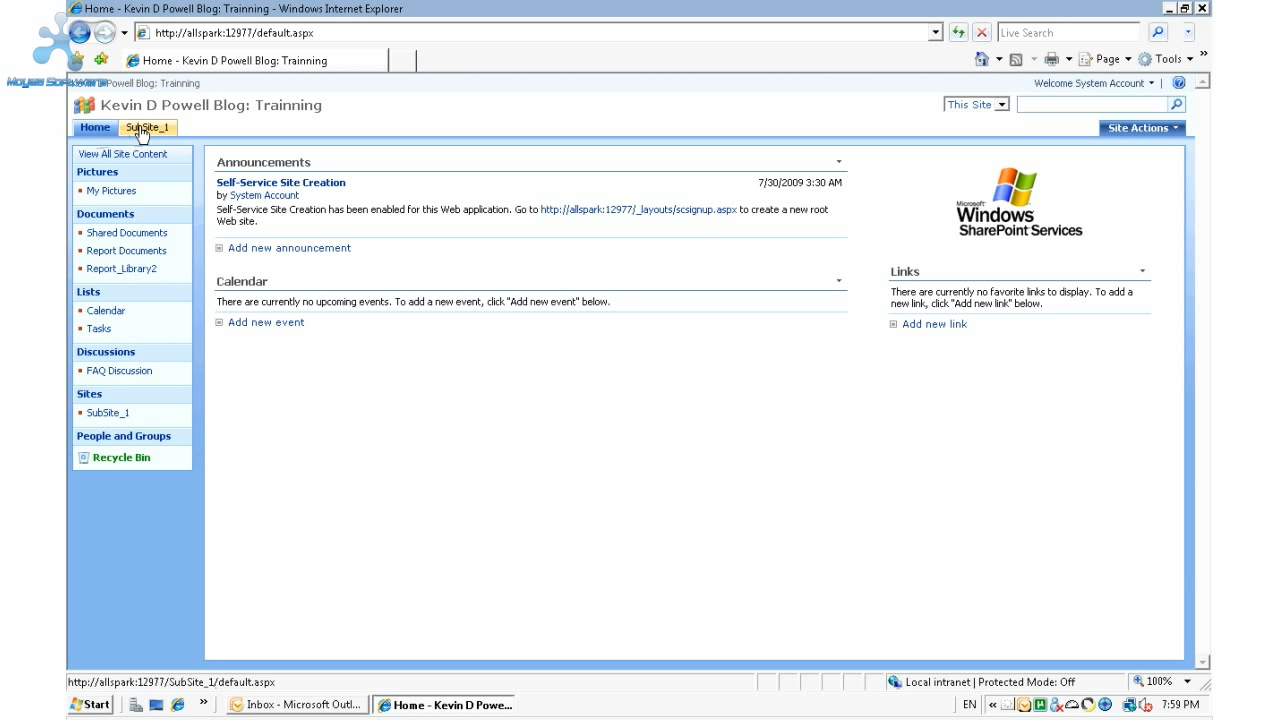 Home - Kevin D Powell Blog: Trainning - Windows Internet Explorer
http://allspark:12977/default.aspx
Live Search
Home - Kevin D Powell Blog: Trainning
Page
Tools
»
Powell Blog: Trainning
Welcome System Account
Kevin D Powell Blog: Trainning
This Site
Home
SubSite_1
Site Actions
View All Site Content
Pictures
My Pictures
Documents
Shared Documents
Report Documents
Report_Library2
Lists
Calendar
Tasks
Discussions
FAQ Discussion
Sites
SubSite_1
People and Groups
Recycle Bin
Announcements
Self-Service Site Creation
7/30/2009 3:30 AM
by System Account
Self-Service Site Creation has been enabled for this Web application. Go to http://allspark:12977/_layouts/scsignup.aspx to create a new root
Web site.
Add new announcement
Calendar
There are currently no upcoming events. To add a new event, click "Add new event" below.
Add new event
Microsoft
Windows
SharePoint Services
Links
There are currently no favorite links to display. To add a
new link, click "Add new link" below.
Add new link
http://allspark:12977/SubSite_1/default.aspx
Local intranet | Protected Mode: Off
100%
Start
»
Inbox - Microsoft Outl...
Home - Kevin D Powe...
EN
«
7:59 PM